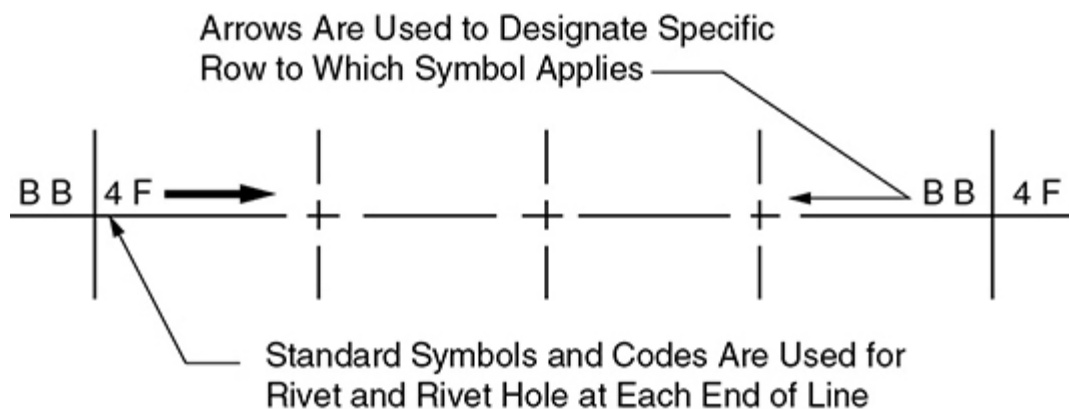 Arrows Are Used to Designate Specific
Row to Which Symbol Applies
B B 4 F B B 4 F
Standard Symbols and Codes Are Used for
Rivet and Rivet Hole at Each End of Line